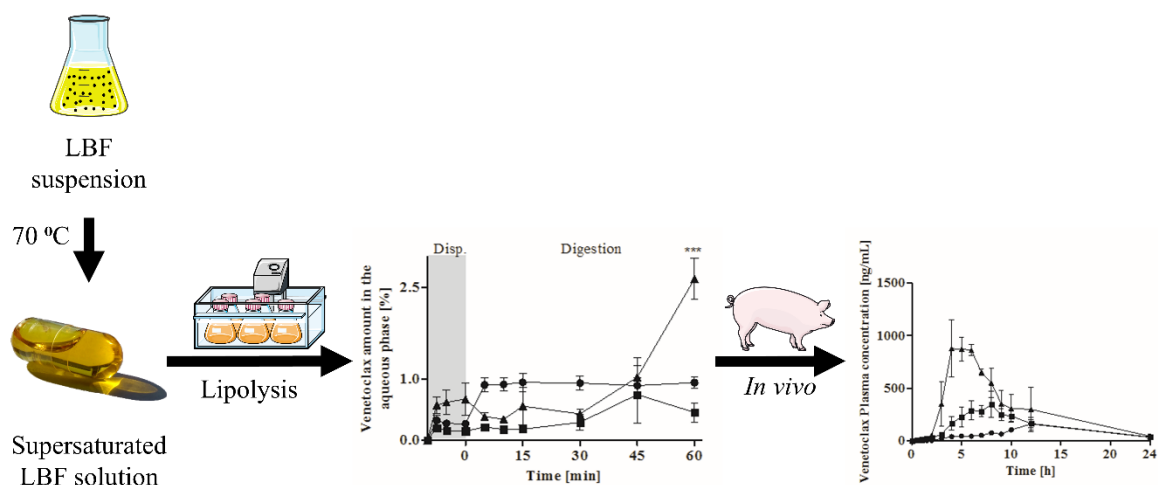 LBF
suspension
70 ºC
Supersaturated
LBF solution
Lipolysis
Disp.
Digestion
***
Venetoclax amount in the
aqueous phase [%]
2.5
1.0
0.0
0
15
30
45
60
Time [min]
In vivo
Venetoclax Plasma concentration [ng/mL]
1500
1000
500
0
0
5
10
15
20
24
Time [h]